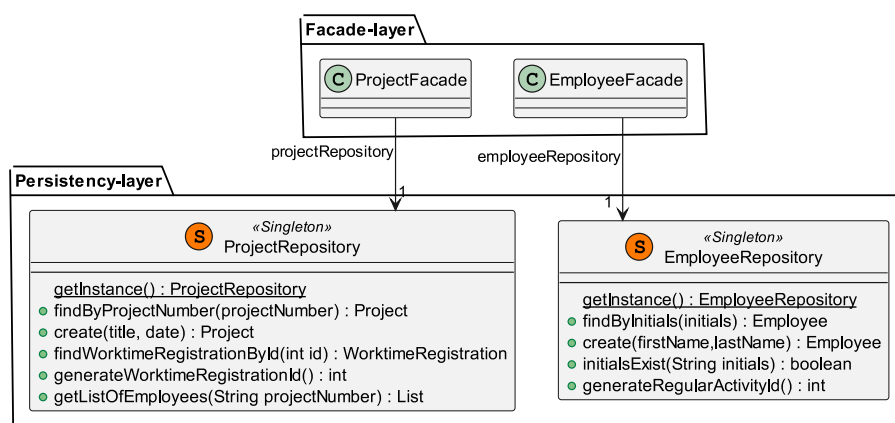 Facade-layer
C ProjectFacade
C EmployeeFacade
projectRepository
employeeRepository
Persistency-layer
1
1
«Singleton»
S ProjectRepository
getInstance() : ProjectRepository
findByProjectNumber(projectNumber) : Project
create(title, date) : Project
findWorktimeRegistrationById(int id) : WorktimeRegistration
generateWorktimeRegistrationId() : int
getListOfEmployees(String projectNumber) : List
«Singleton»
S EmployeeRepository
getInstance() : EmployeeRepository
findByInitials(initials) : Employee
create(firstName,lastName) : Employee
initialsExist(String initials) : boolean
generateRegularActivityId() : int